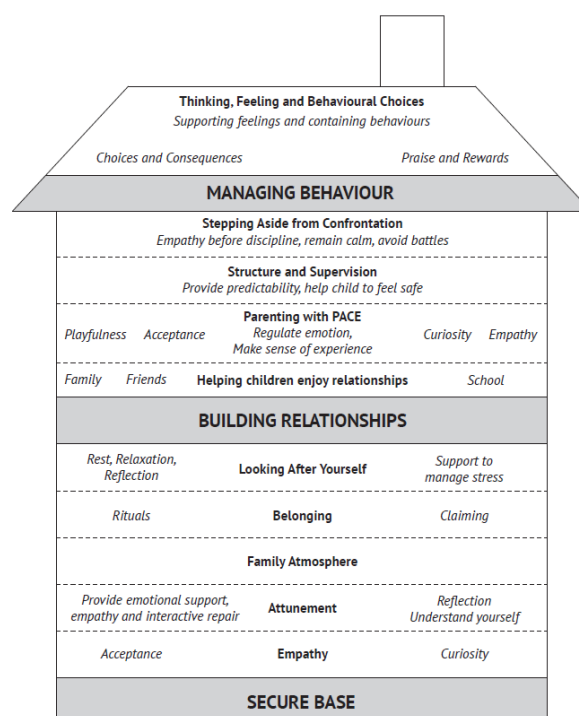 Thinking, Feeling and Behavioural Choices
Supporting feelings and containing behaviours
Choices and Consequences
Praise and Rewards
MANAGING BEHAVIOUR
Stepping Aside from Confrontation
Empathy before discipline, remain calm, avoid battles
Structure and Supervision
Provide predictability, help child to feel safe
Playfulness
Acceptance
Parenting with PACE
Regulate emotion,
Make sense of experience
Curiosity
Empathy
Family
Friends
Helping children enjoy relationships
School
BUILDING RELATIONSHIPS
Rest, Relaxation,
Reflection
Looking After Yourself
Support to
manage stress
Rituals
Belonging
Claiming
Family Atmosphere
Provide emotional support,
empathy and interactive repair
Attunement
Reflection
Understand yourself
Acceptance
Empathy
Curiosity
SECURE BASE